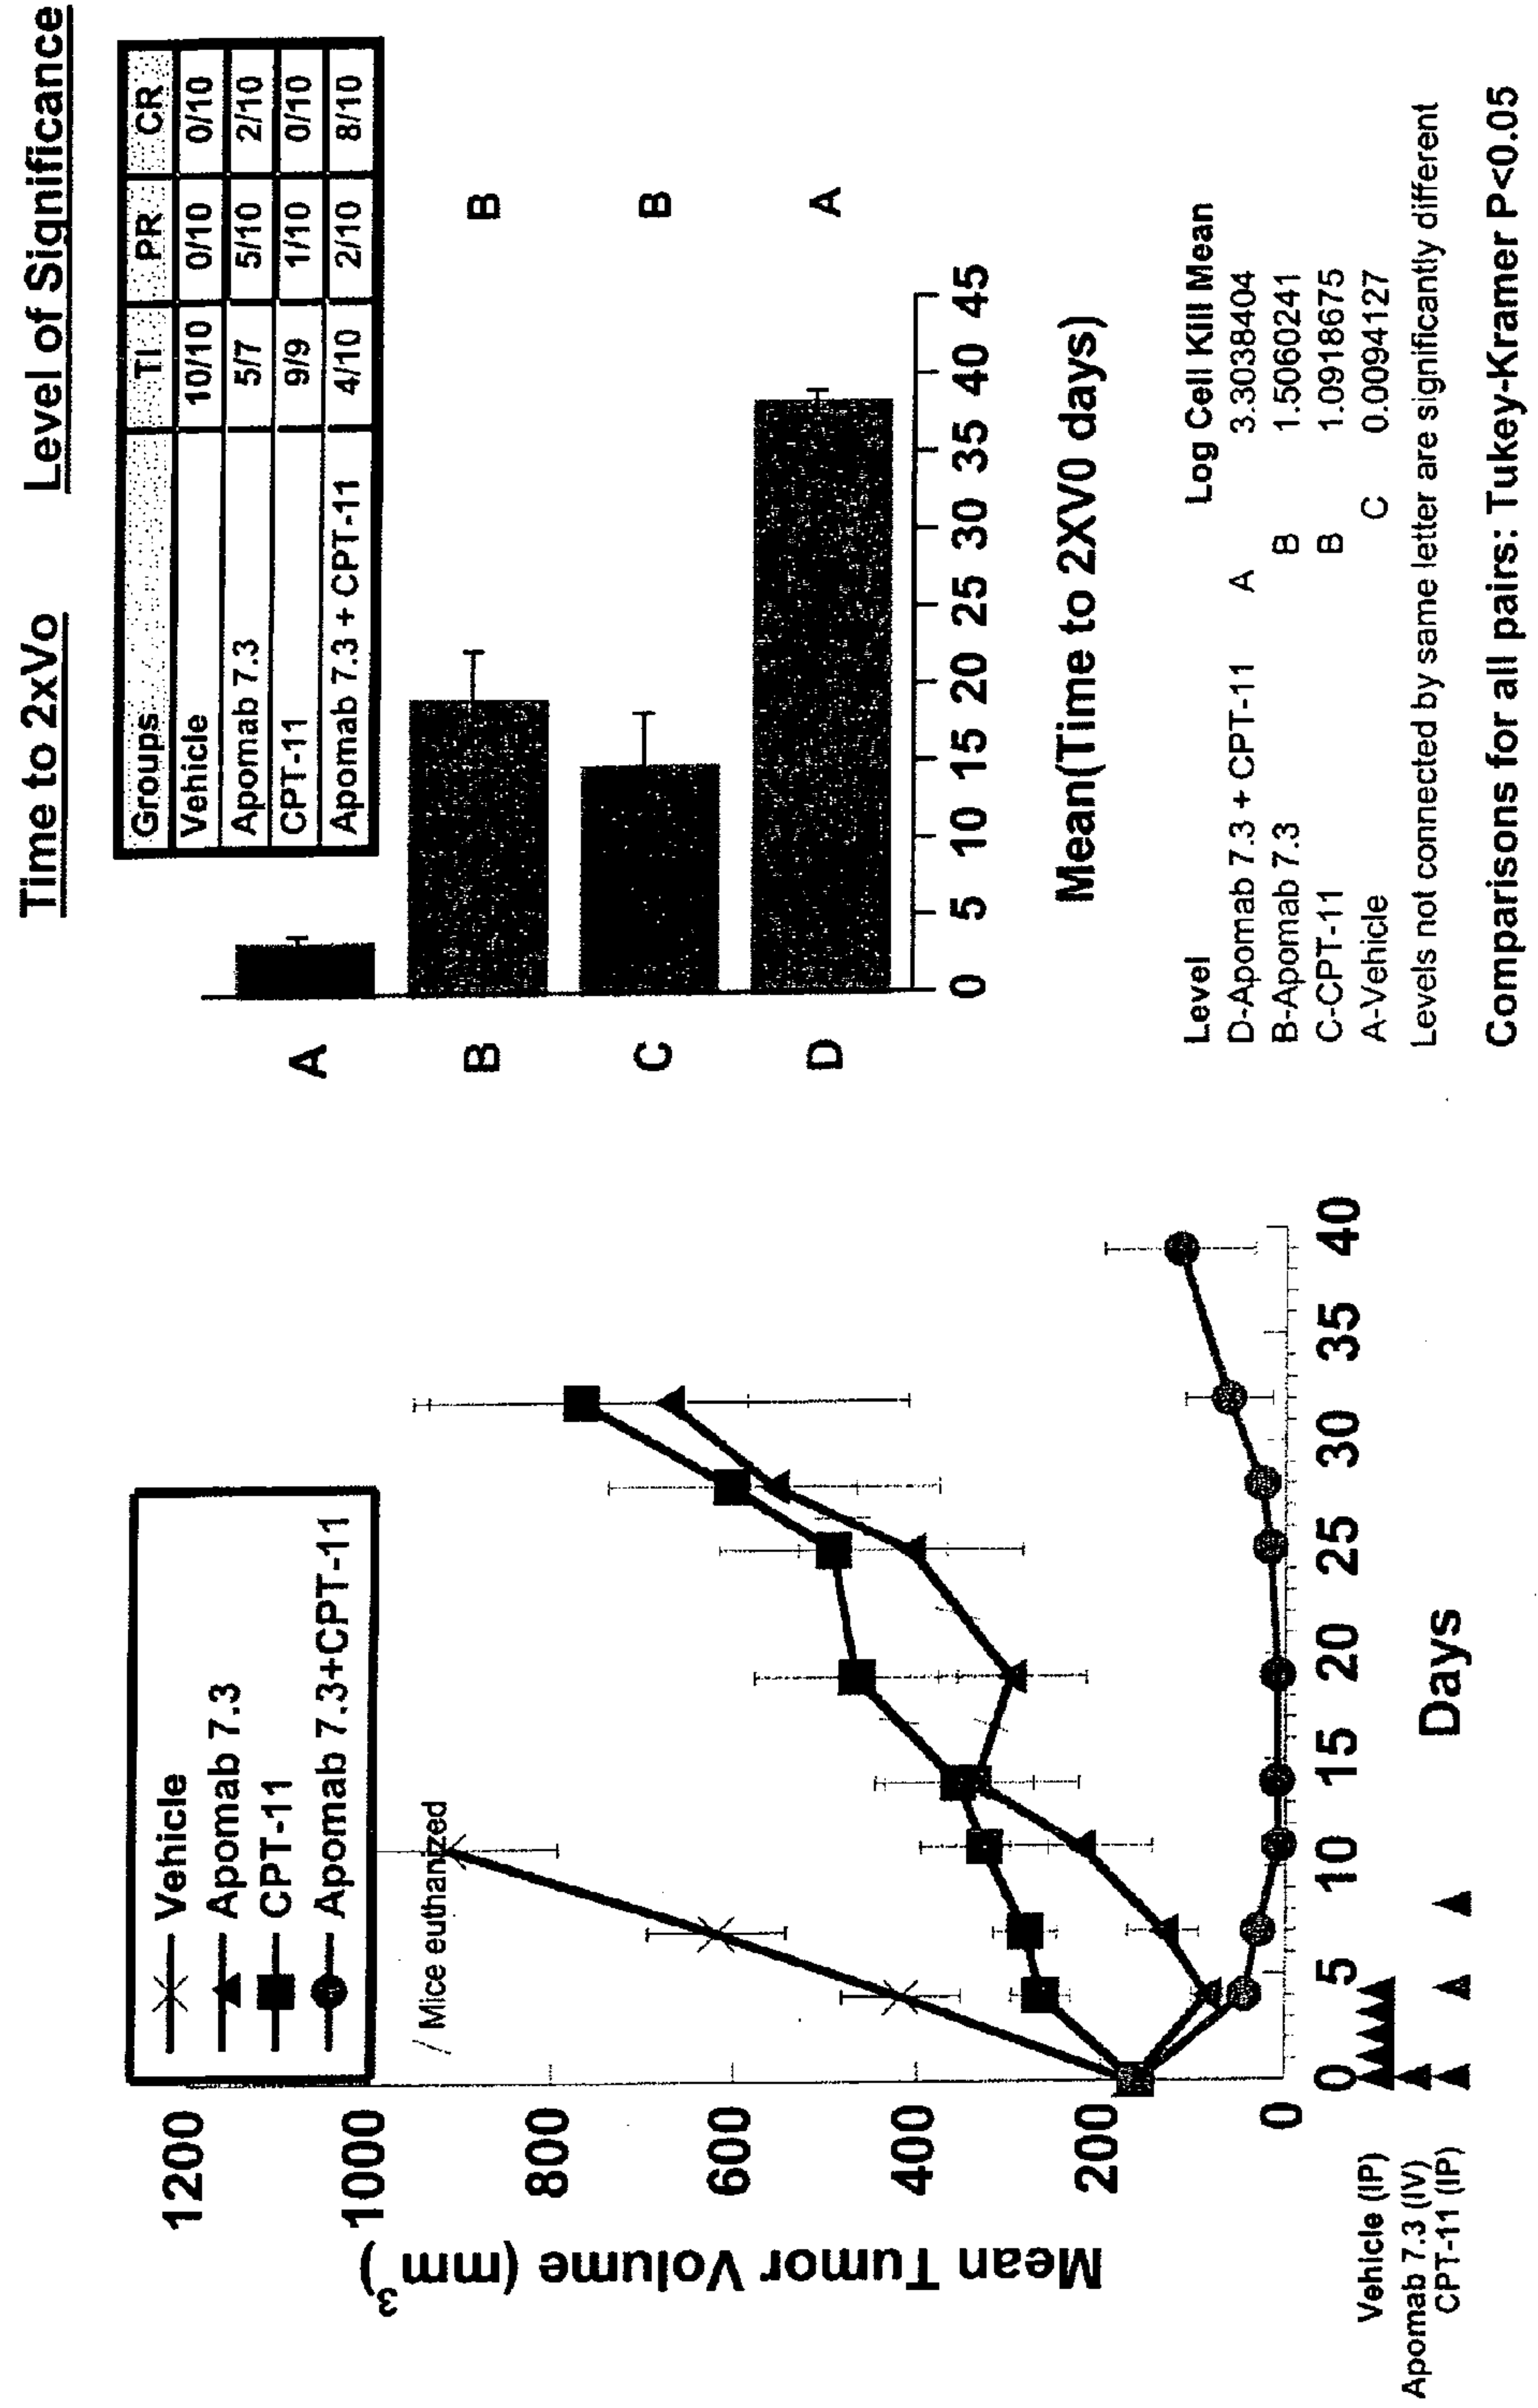 Mean Tumor Volume (mm3)
1200
1000
800
600
400
200
0
Vehicle
Apomab 7.3
CPT-11
Apomab 7.3+CPT-11
/ Mice euthanized
0 5 10 15 20 25 30 35 40
Days
Vehicle (IP)
Apomab 7.3 (IV)
CPT-11 (IP)
Time to 2xVo
Level of Significance
Groups TI PR CR
Vehicle 10/10 0/10 0/10
Apomab 7.3 5/7 5/10 2/10
CPT-11 9/9 1/10 0/10
Apomab 7.3 + CPT-11 4/10 2/10 8/10
A
B B
C B
D A
0 5 10 15 20 25 30 35 40 45
Mean(Time to 2XV0 days)
Level Log Cell Kill Mean
D-Apomab 7.3 + CPT-11 A 3.3038404
B-Apomab 7.3 B 1.5060241
C-CPT-11 B 1.0918675
A-Vehicle C 0.0094127
Levels not connected by same letter are significantly different
Comparisons for all pairs: Tukey-Kramer P<0.05